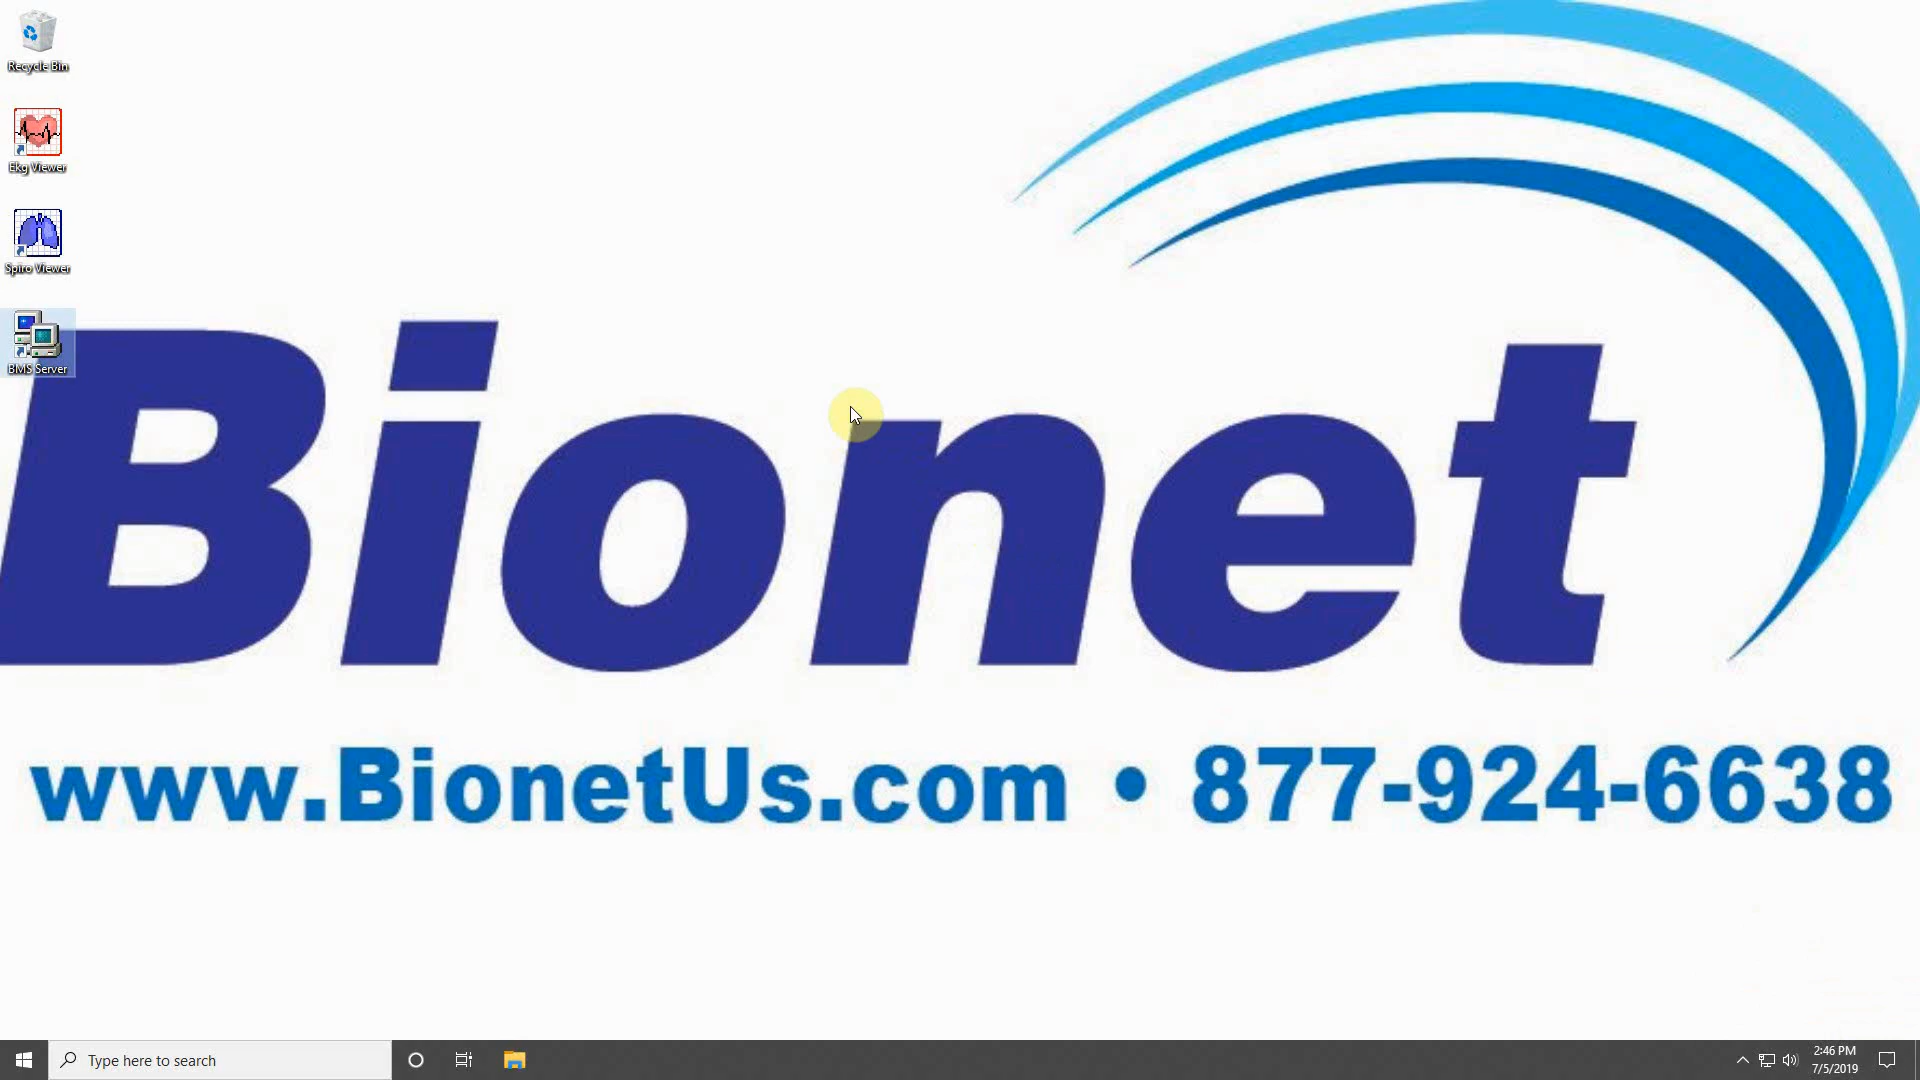 Recycle Bin
Ekg Viewer
Spiro Viewer
BMS Server
Bionet
www.BionetUs.com • 877-924-6638
Type here to search
2:46 PM
7/5/2019